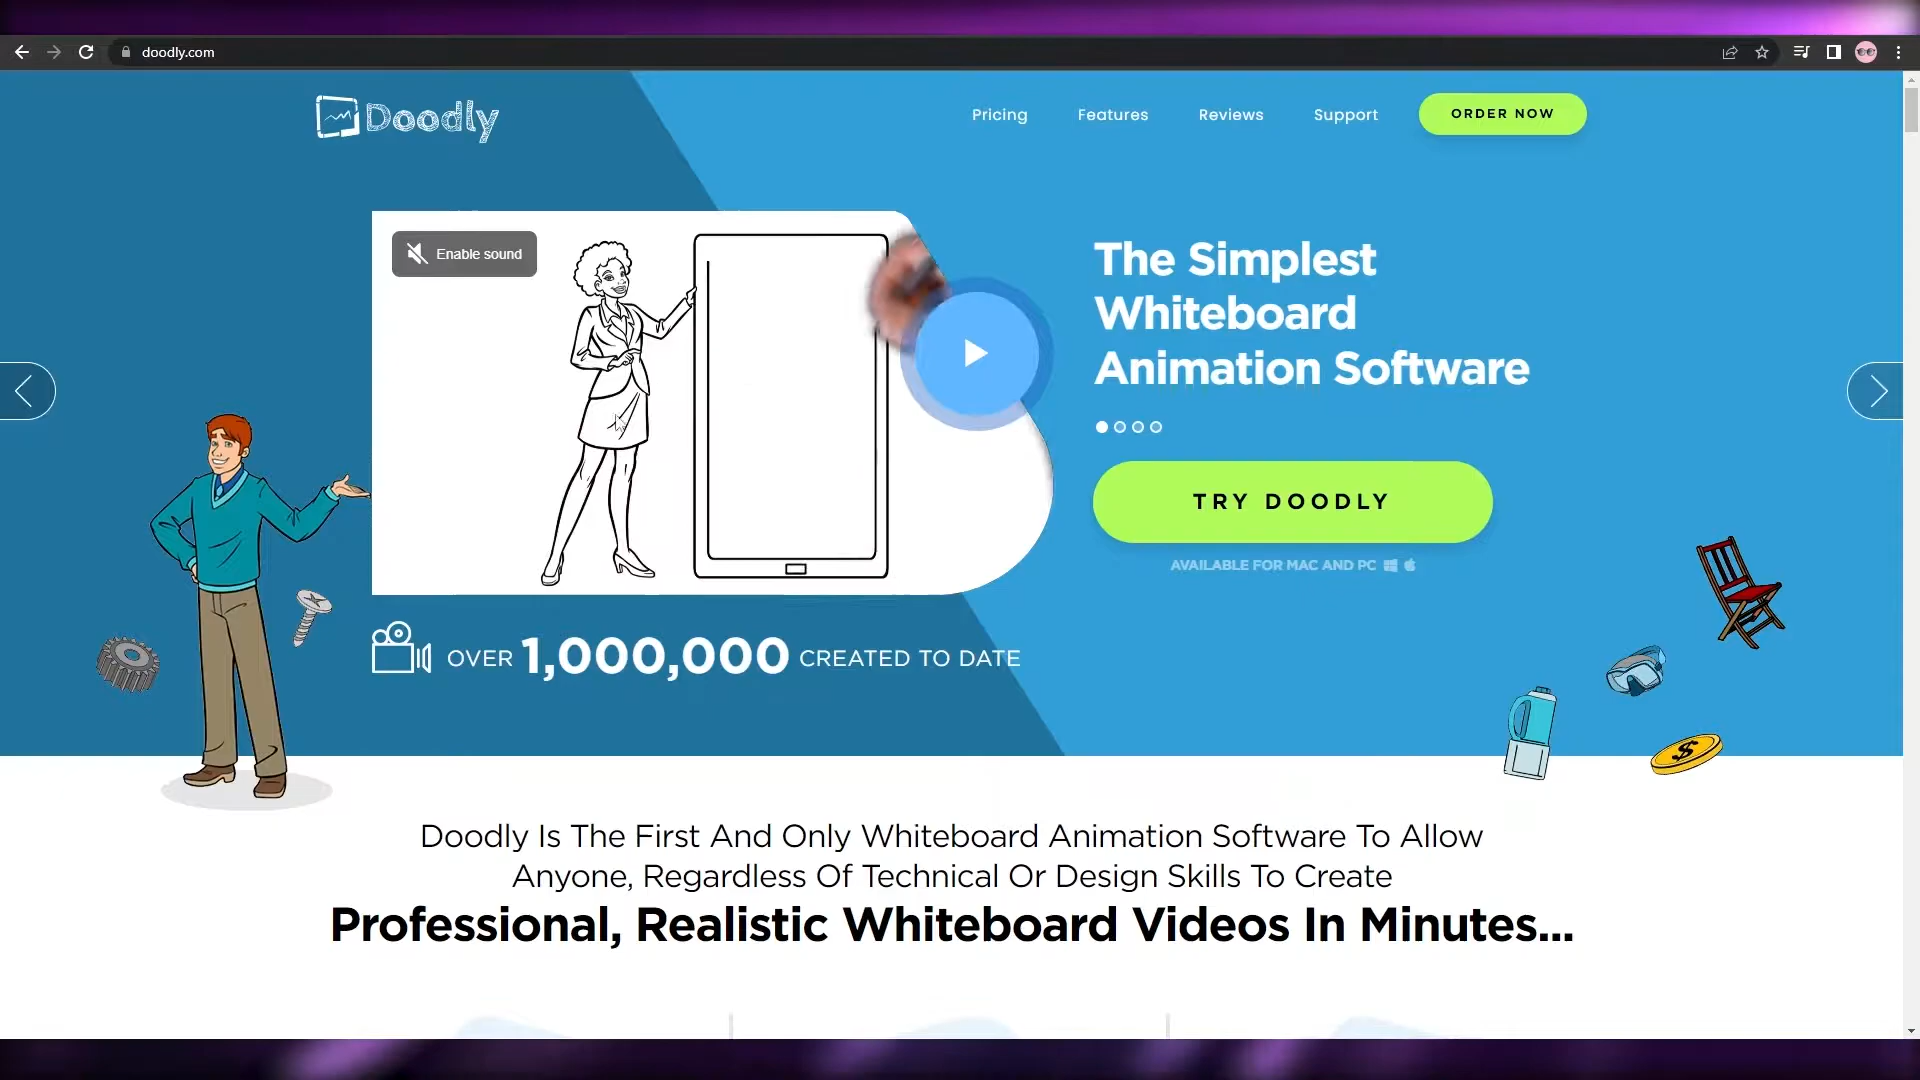 doodly.com
Doodly
Pricing Features Reviews Support ORDER NOW
Enable sound
The Simplest
Whiteboard
Animation Software
TRY DOODLY
AVAILABLE FOR MAC AND PC
OVER 1,000,000 CREATED TO DATE
$
Doodly Is The First And Only Whiteboard Animation Software To Allow
Anyone, Regardless Of Technical Or Design Skills To Create
Professional, Realistic Whiteboard Videos In Minutes...